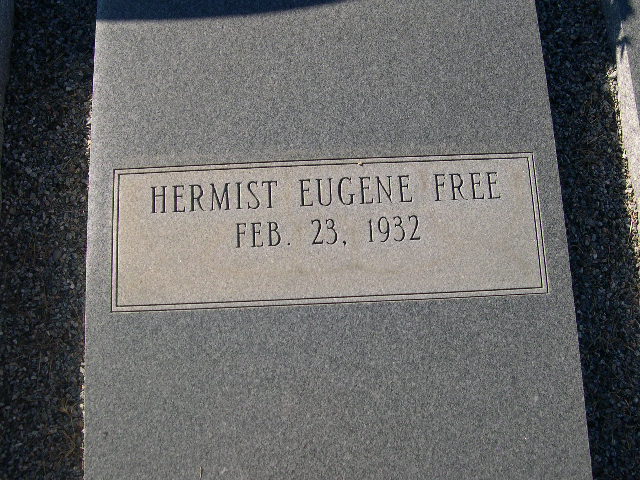 HERMIST EUGENE FREE
FEB. 23, 1932